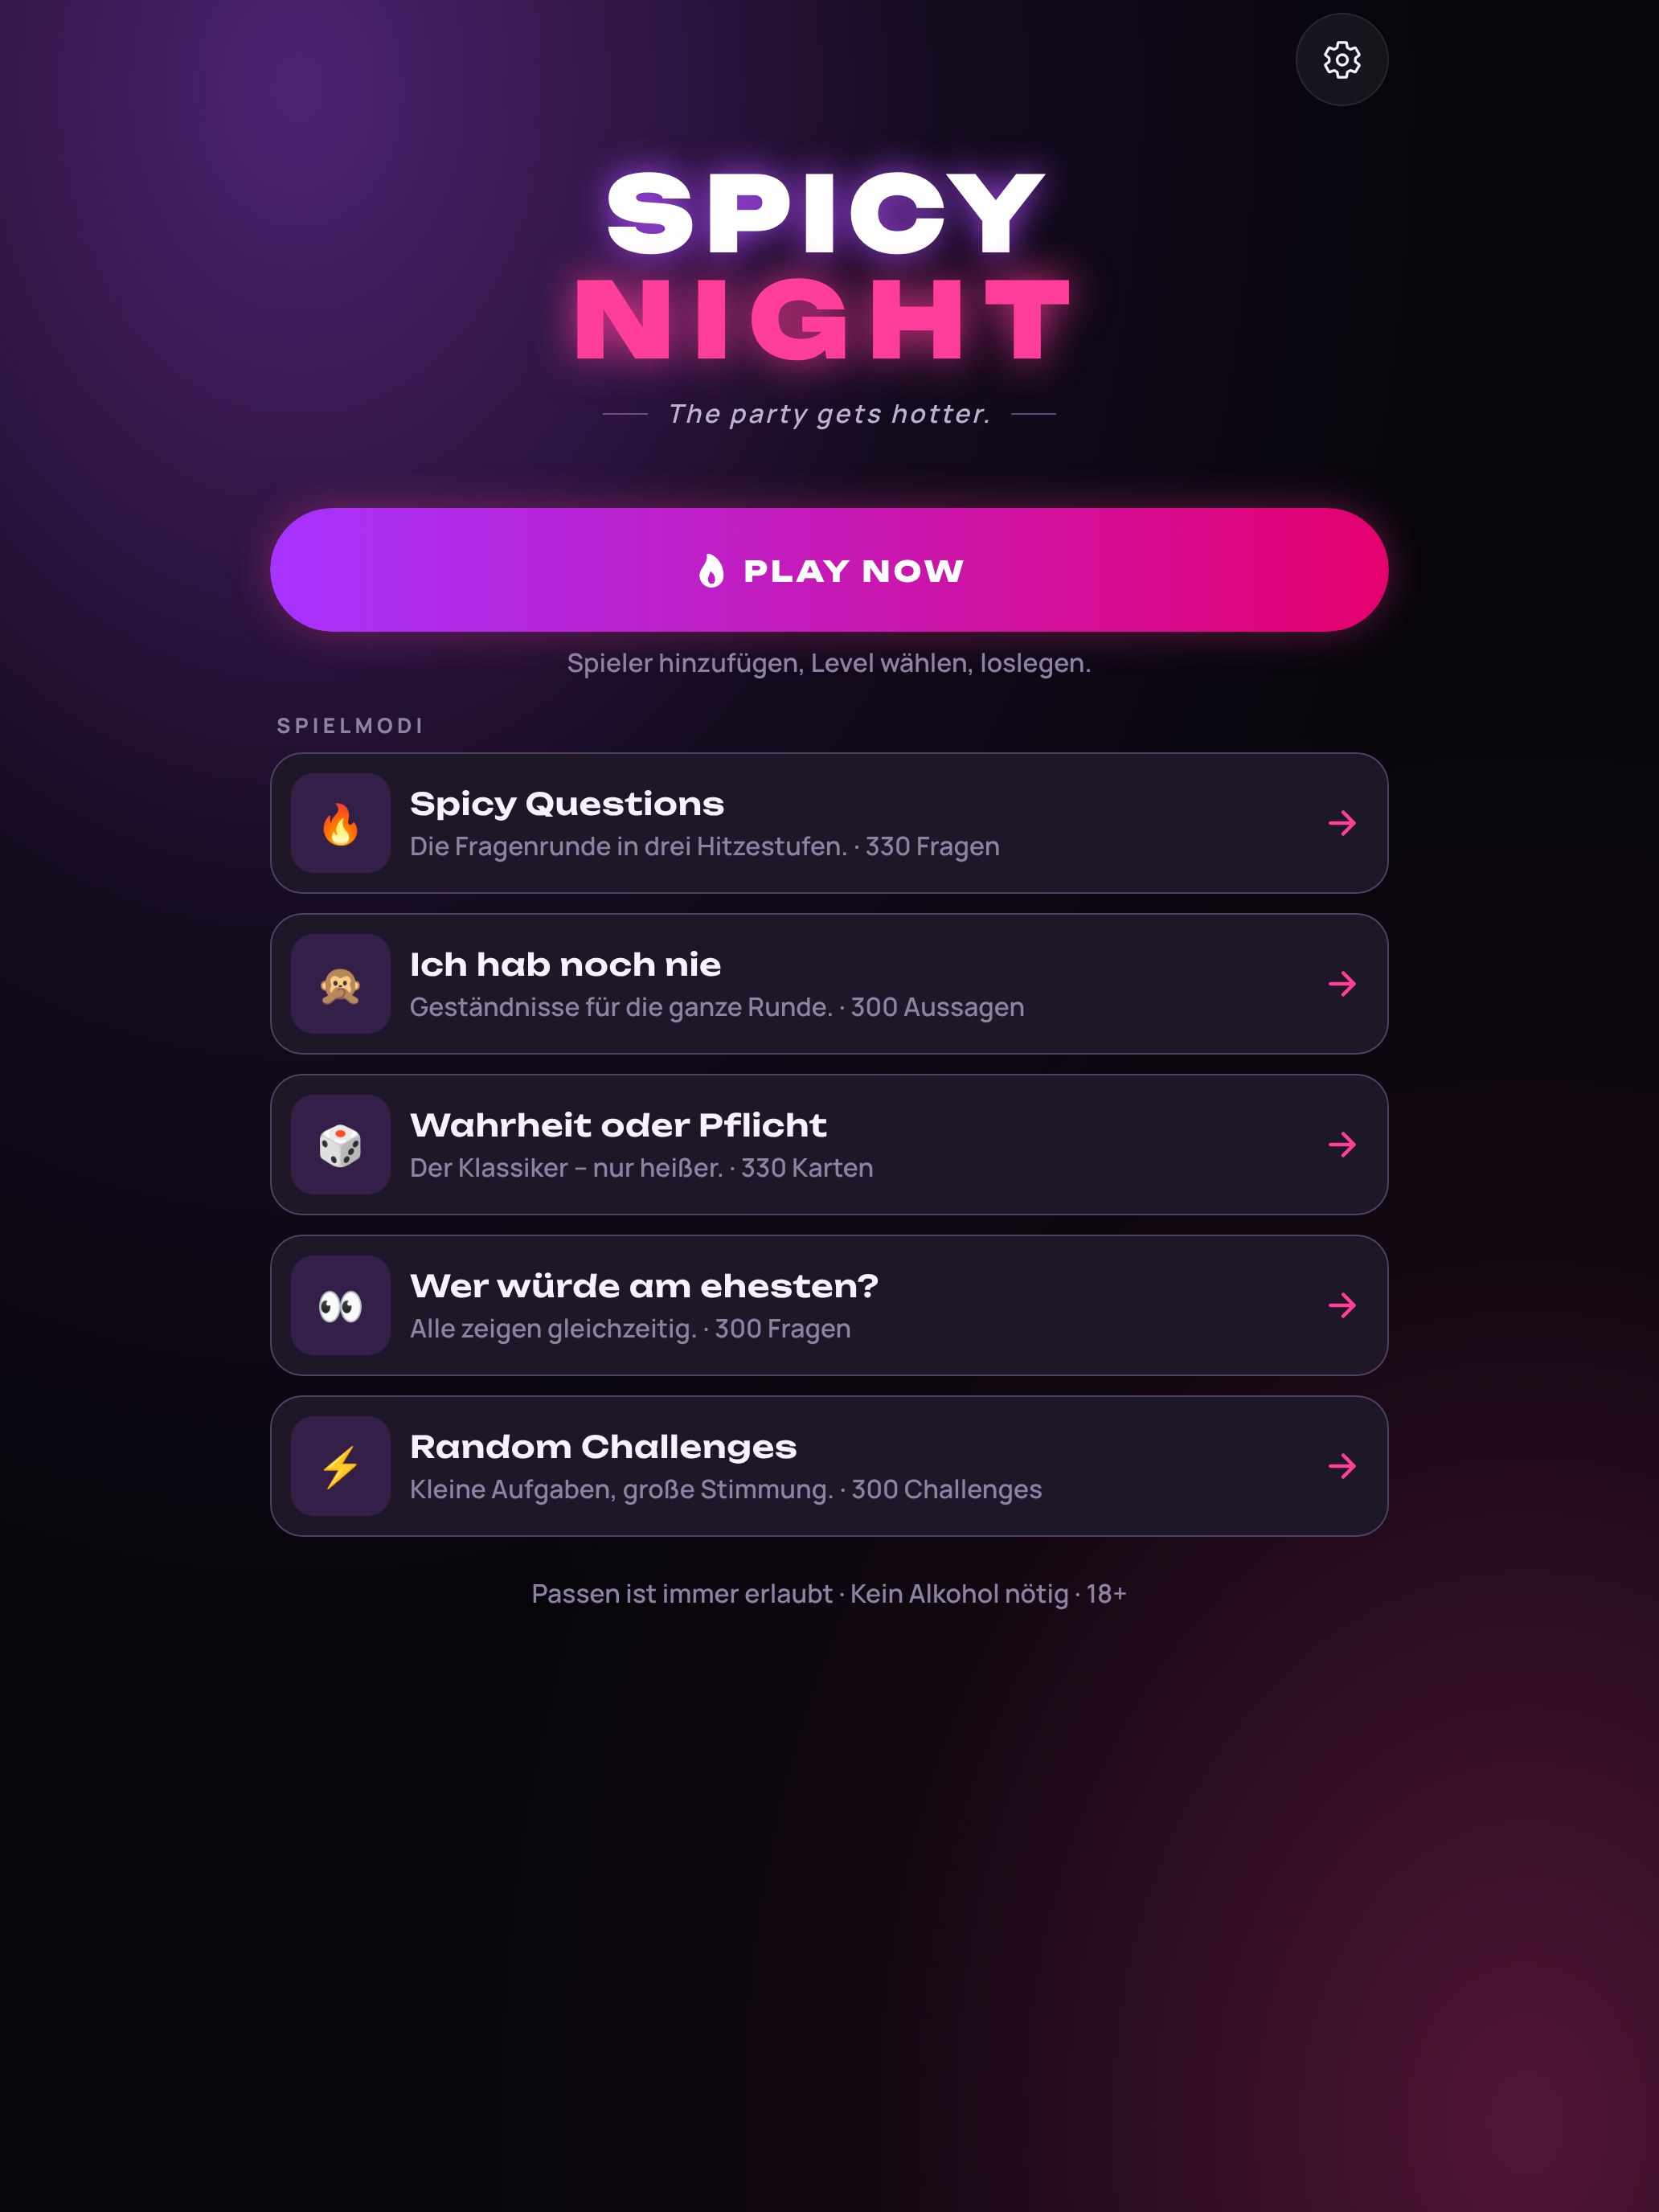 SPICY
NIGHT
The party gets hotter.
PLAY NOW
Spieler hinzufügen, Level wählen, loslegen.
SPIELMODI
Spicy Questions
Die Fragenrunde in drei Hitzestufen. · 330 Fragen
Ich hab noch nie
Geständnisse für die ganze Runde. · 300 Aussagen
Wahrheit oder Pflicht
Der Klassiker – nur heißer. · 330 Karten
Wer würde am ehesten?
Alle zeigen gleichzeitig. · 300 Fragen
Random Challenges
Kleine Aufgaben, große Stimmung. · 300 Challenges
Passen ist immer erlaubt · Kein Alkohol nötig · 18+